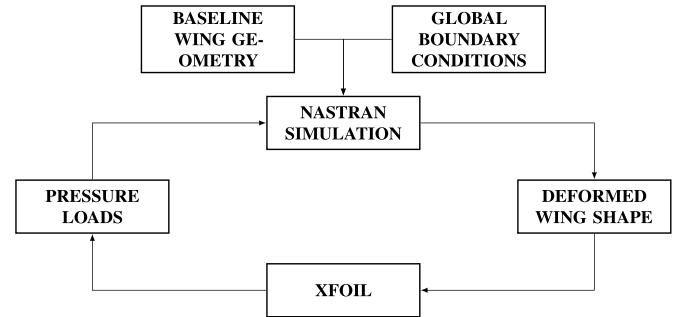 BASELINE
WING GE-
OMETRY
GLOBAL
BOUNDARY
CONDITIONS
NASTRAN
SIMULATION
PRESSURE
LOADS
DEFORMED
WING SHAPE
XFOIL